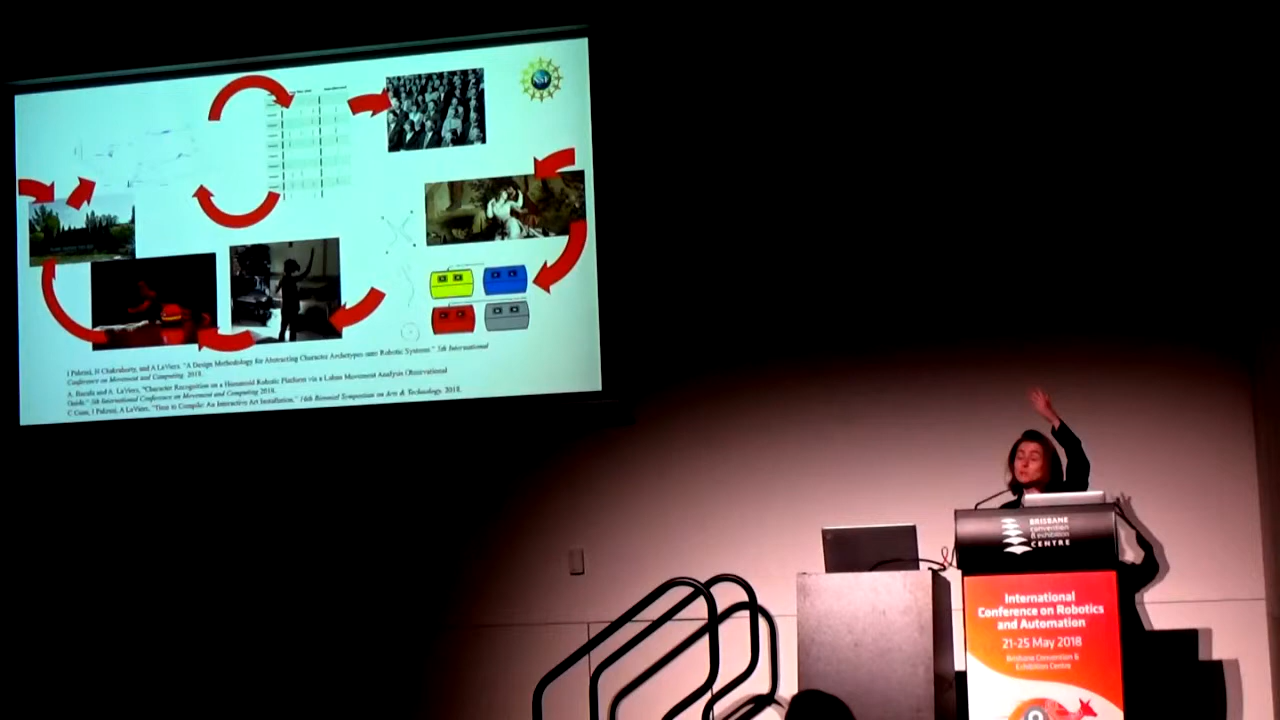 NSF
I Pakrasi, N Chakraborty, and A LaViers. "A Design Methodology for Abstracting Character Archetypes onto Robotic Systems." 5th International
Conference on Movement and Computing. 2018.
A. and A. LaViers, "Character Recognition on a Humanoid Robotic Platform via a Laban Movement Analysis Observational
Guide," 5th International Conference on Movement and Computing 2018.
C I Pakrasi, A LaViers, "Time to Compile: An Interactive Art Installation," 16th Biennial Symposium on Arts & Technology. 2018.
BRISBANE
convention
& exhibition
CENTRE
International
Conference on Robotics
and Automation
21-25 May 2018
Brisbane Convention &
Exhibition Centre